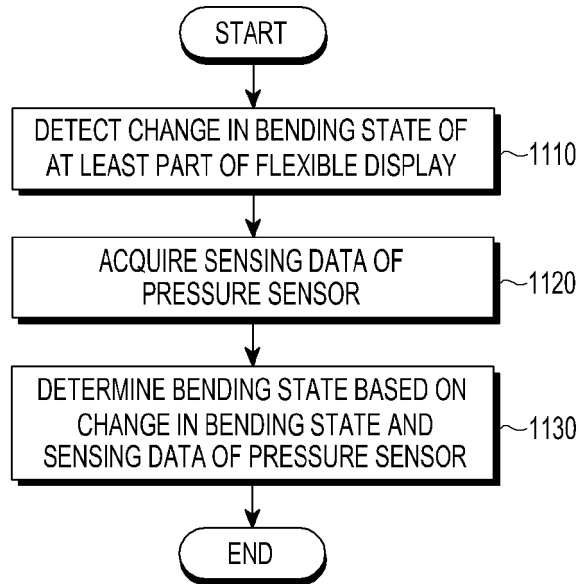 START
DETECT CHANGE IN BENDING STATE OF
AT LEAST PART OF FLEXIBLE DISPLAY
1110
ACQUIRE SENSING DATA OF
PRESSURE SENSOR
1120
DETERMINE BENDING STATE BASED ON
CHANGE IN BENDING STATE AND
SENSING DATA OF PRESSURE SENSOR
1130
END